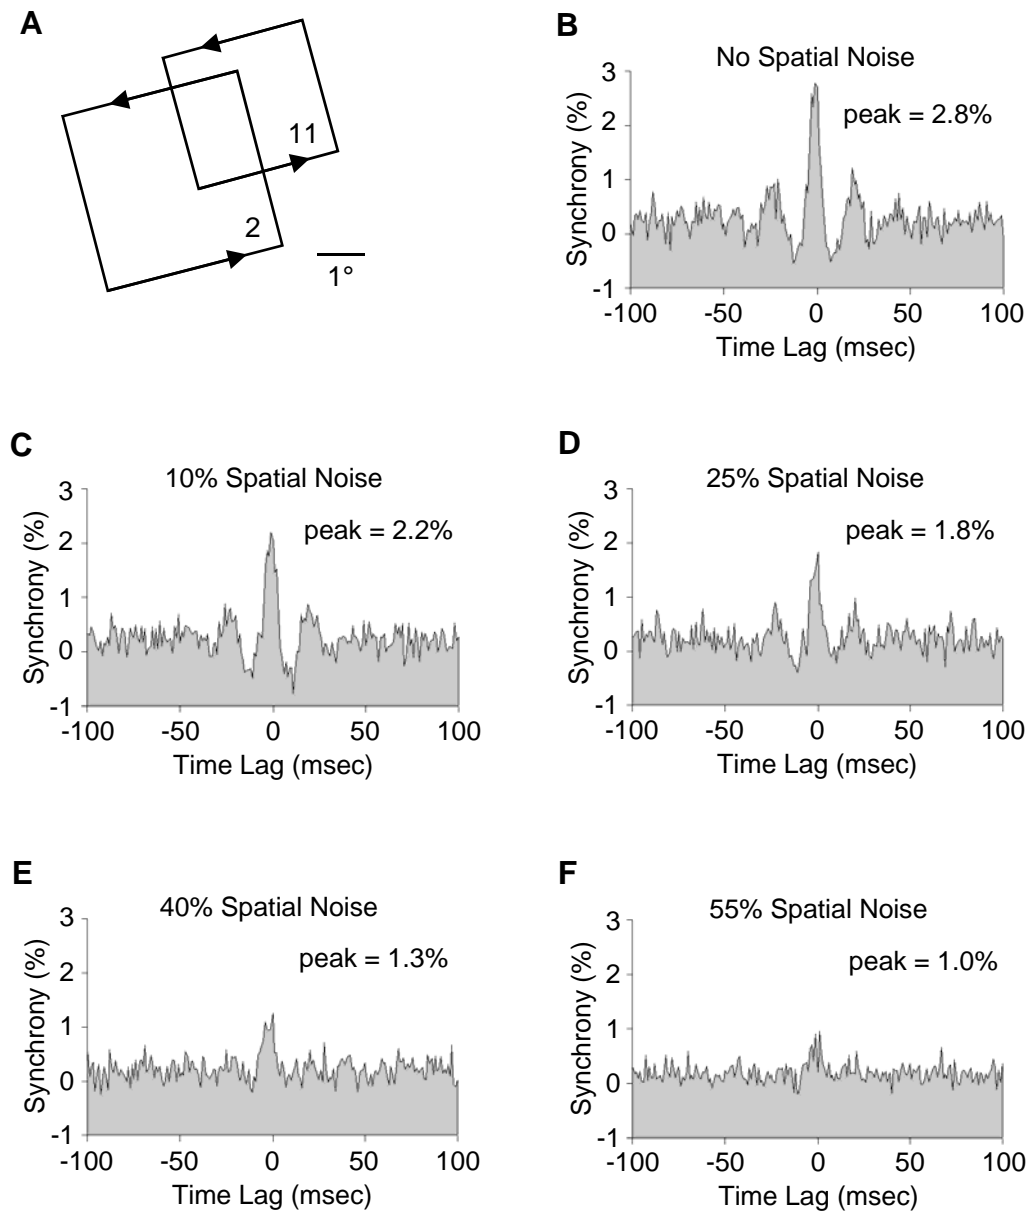 A
11
2
1°
B
No Spatial Noise
peak = 2.8%
Synchrony (%)
3
2
1
0
-1
-100 -50 0 50 100
Time Lag (msec)
C
10% Spatial Noise
peak = 2.2%
Synchrony (%)
3
2
1
0
-1
-100 -50 0 50 100
Time Lag (msec)
D
25% Spatial Noise
peak = 1.8%
Synchrony (%)
3
2
1
0
-1
-100 -50 0 50 100
Time Lag (msec)
E
40% Spatial Noise
peak = 1.3%
Synchrony (%)
3
2
1
0
-1
-100 -50 0 50 100
Time Lag (msec)
F
55% Spatial Noise
peak = 1.0%
Synchrony (%)
3
2
1
0
-1
-100 -50 0 50 100
Time Lag (msec)